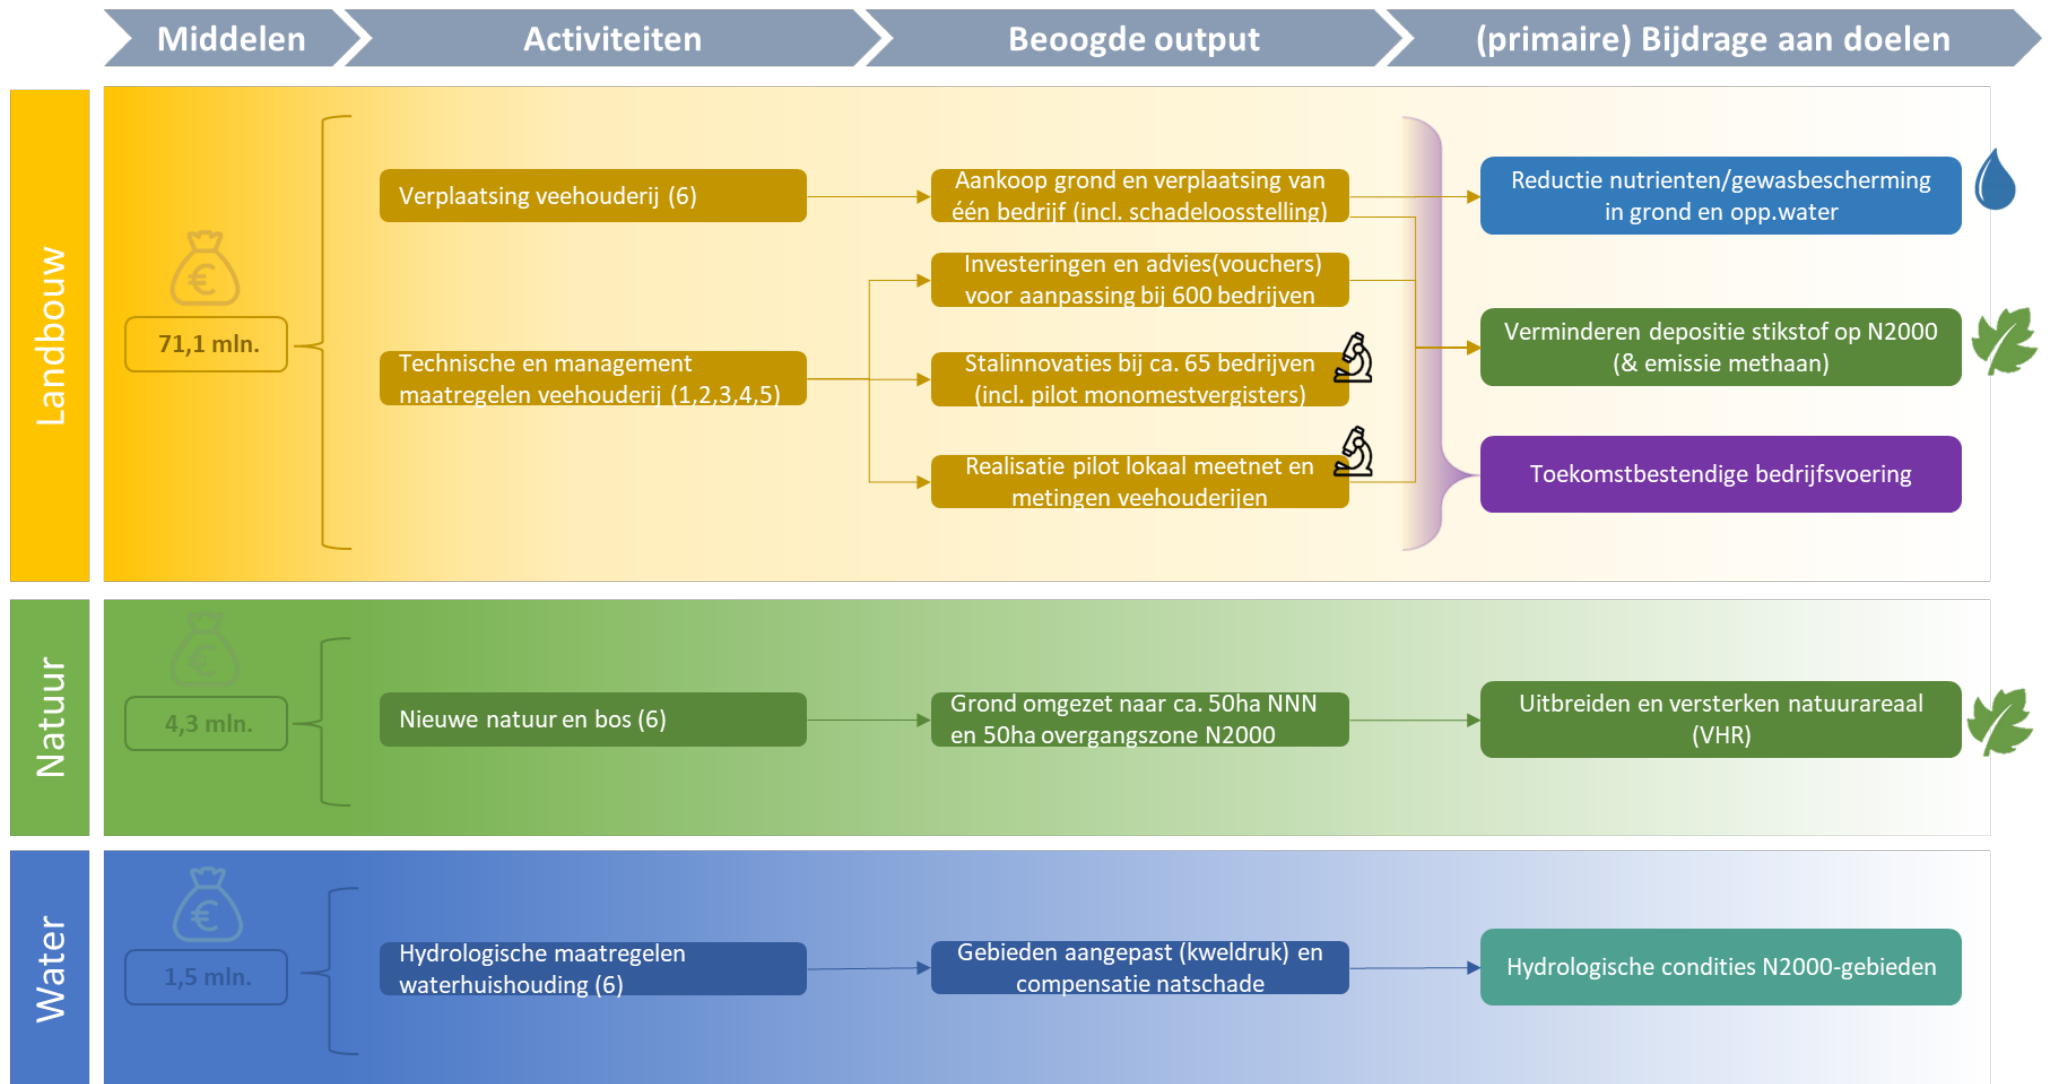 Middelen
Activiteiten
Beoogde output
(primaire) Bijdrage aan doelen
Landbouw
€
71,1 mln.
Verplaatsing veehouderij (6)
Technische en management
maatregelen veehouderij (1,2,3,4,5)
Aankoop grond en verplaatsing van
één bedrijf (incl. schadeloosstelling)
Investeringen en advies(vouchers)
voor aanpassing bij 600 bedrijven
Stalinnovaties bij ca. 65 bedrijven
(incl. pilot monomestvergisters)
Realisatie pilot lokaal meetnet en
metingen veehouderijen
Reductie nutrienten/gewasbescherming
in grond en opp.water
Verminderen depositie stikstof op N2000
(& emissie methaan)
Toekomstbestendige bedrijfsvoering
Natuur
€
4,3 mln.
Nieuwe natuur en bos (6)
Grond omgezet naar ca. 50ha NNN
en 50ha overgangszone N2000
Uitbreiden en versterken natuurareaal
(VHR)
Water
€
1,5 mln.
Hydrologische maatregelen
waterhuishouding (6)
Gebieden aangepast (kweldruk) en
compensatie natschade
Hydrologische condities N2000-gebieden